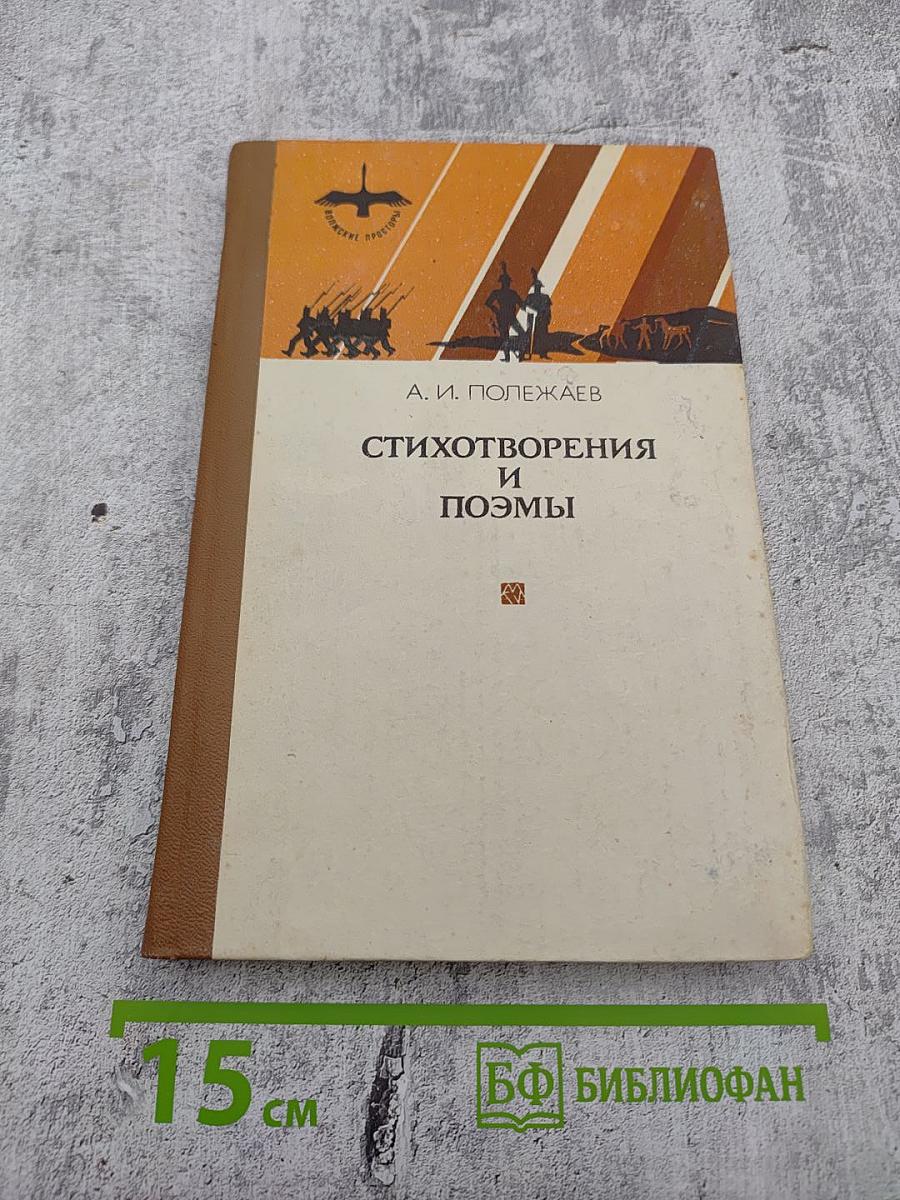 ВОЛЖСКИЕ ПРОСТОРЫ
А. И. ПОЛЕЖАЕВ
СТИХОТВОРЕНИЯ
И
ПОЭМЫ
15 см
БФ БИБЛИОФАН